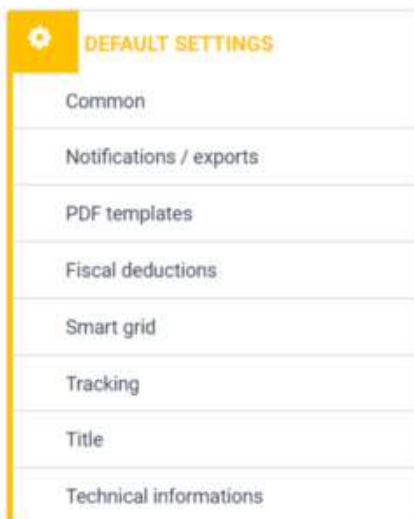 DEFAULT SETTINGS
Common
Notifications / exports
PDF templates
Fiscal deductions
Smart grid
Tracking
Title
Technical informations